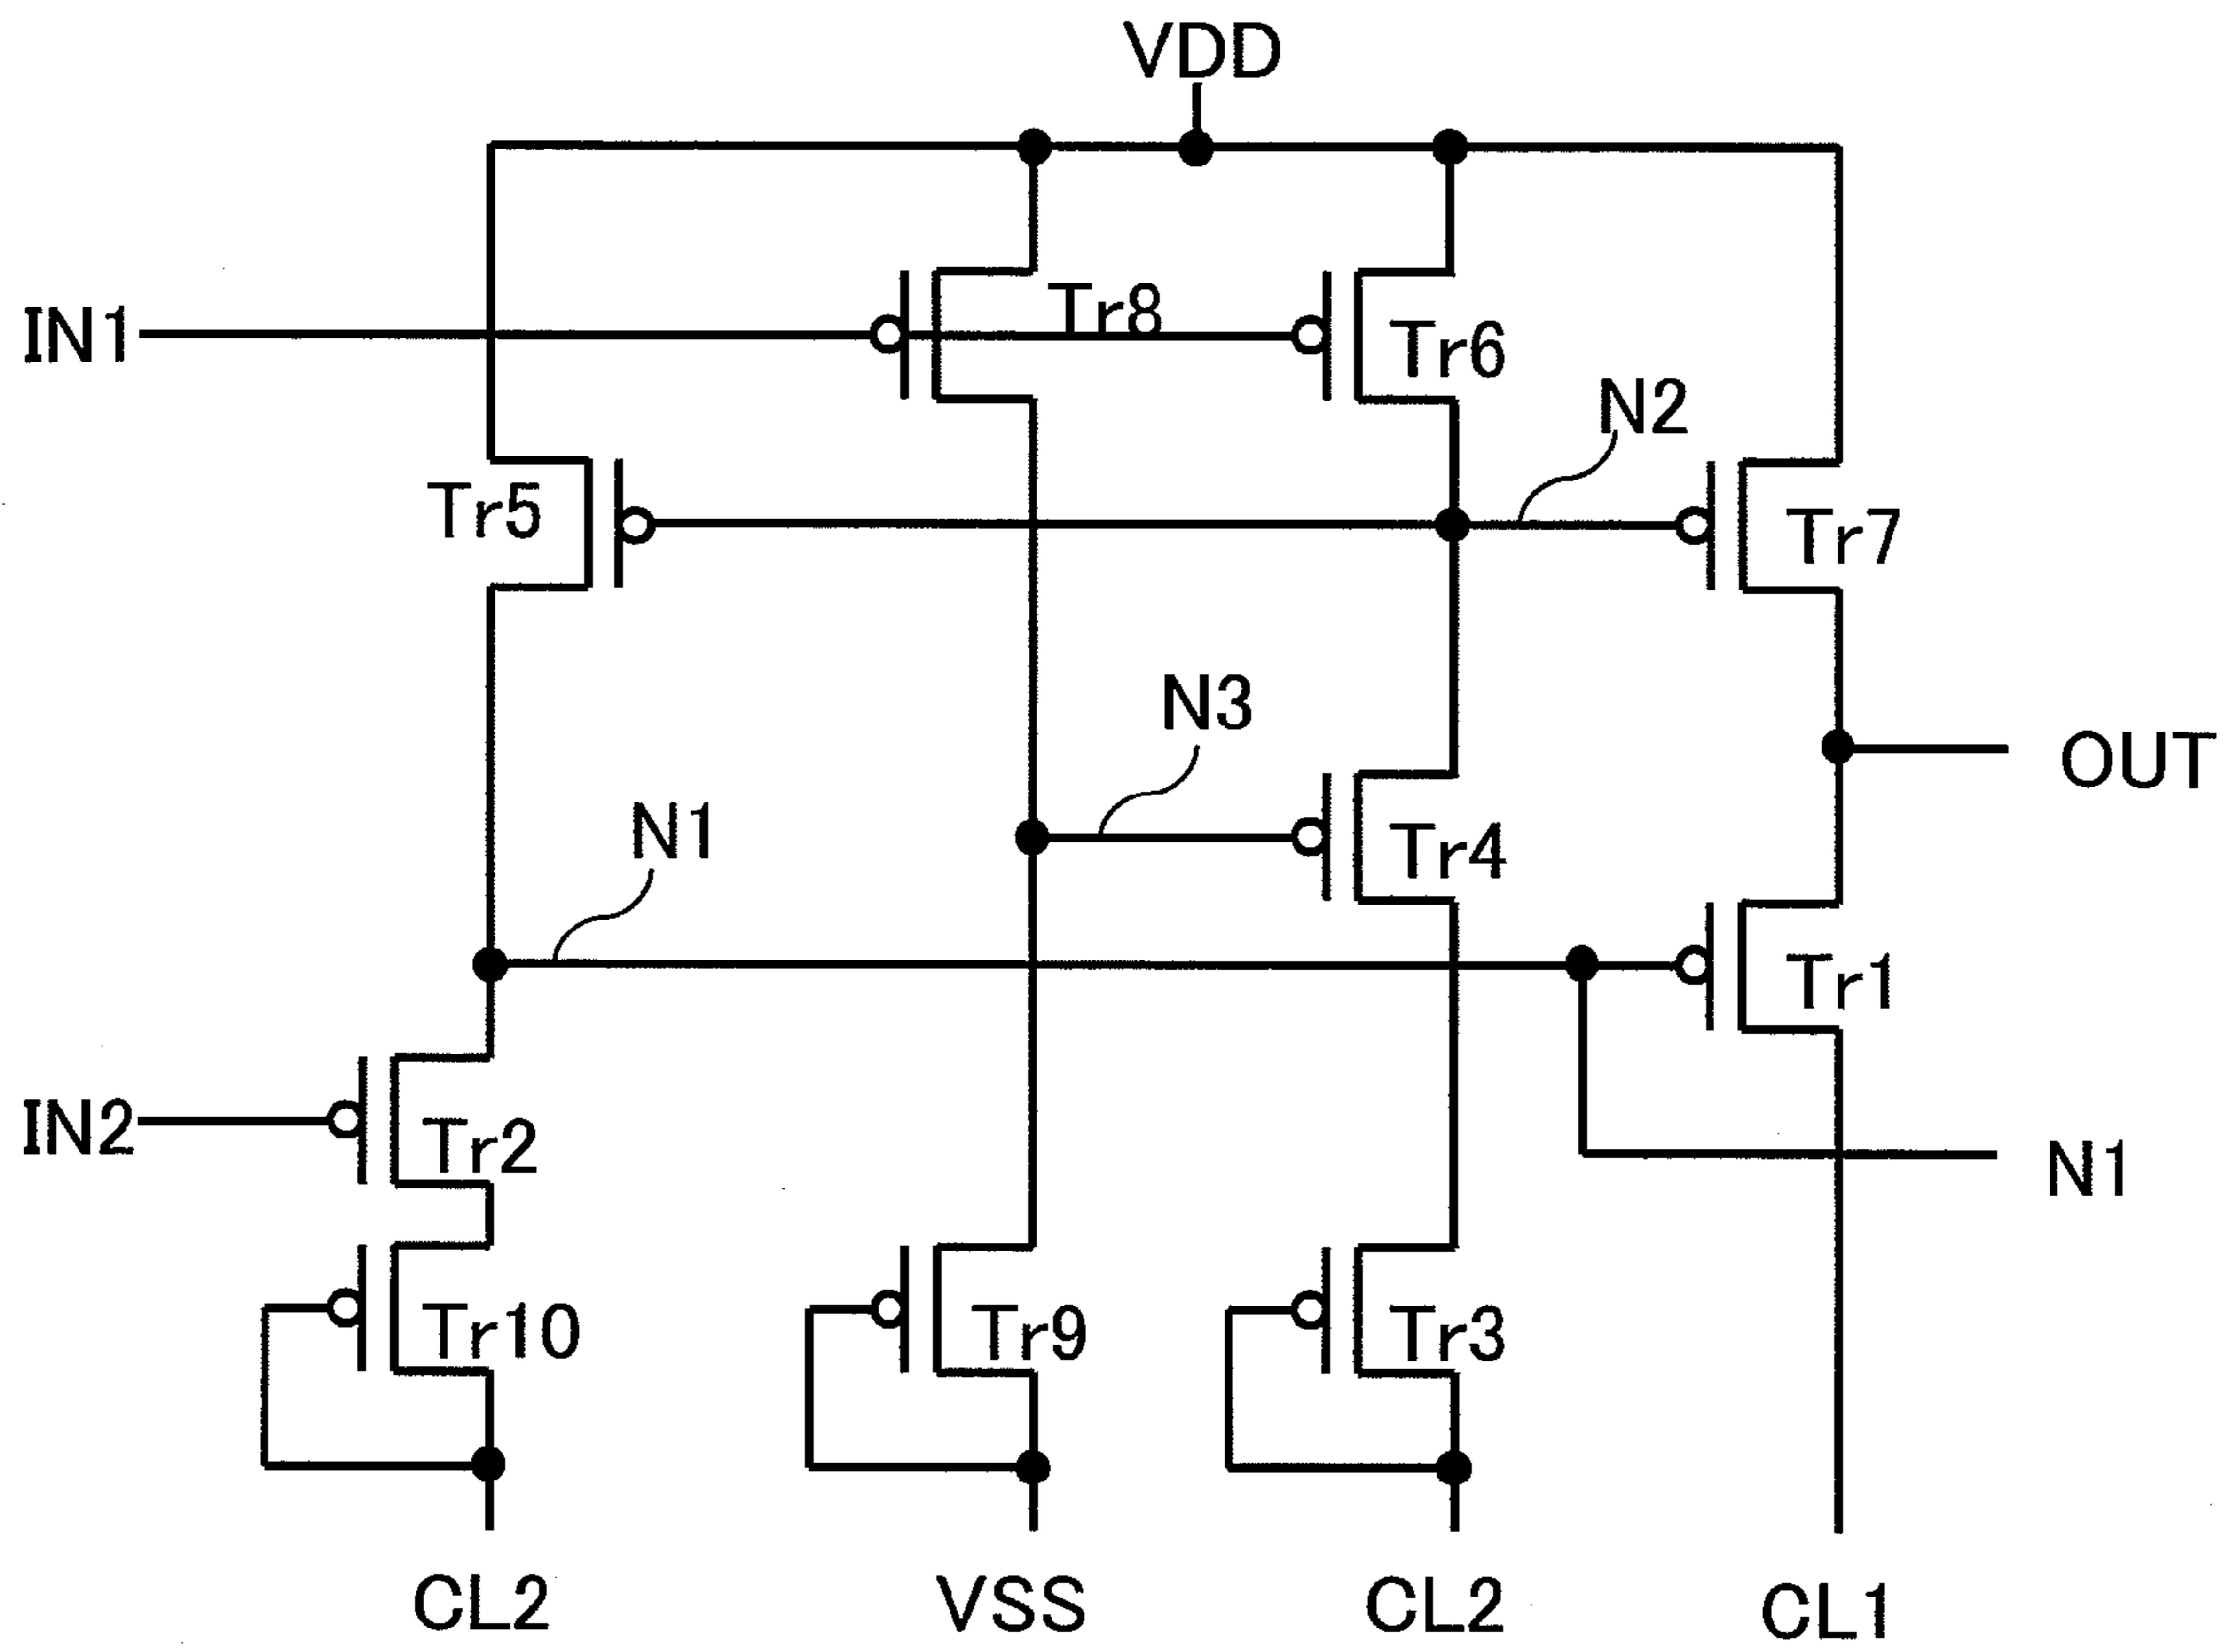 VDD
IN1
Tr8
Tr6
N2
Tr5
Tr7
N3
OUT
N1
Tr4
Tr1
IN2
Tr2
N1
Tr10
Tr9
Tr3
CL2
VSS
CL2
CL1